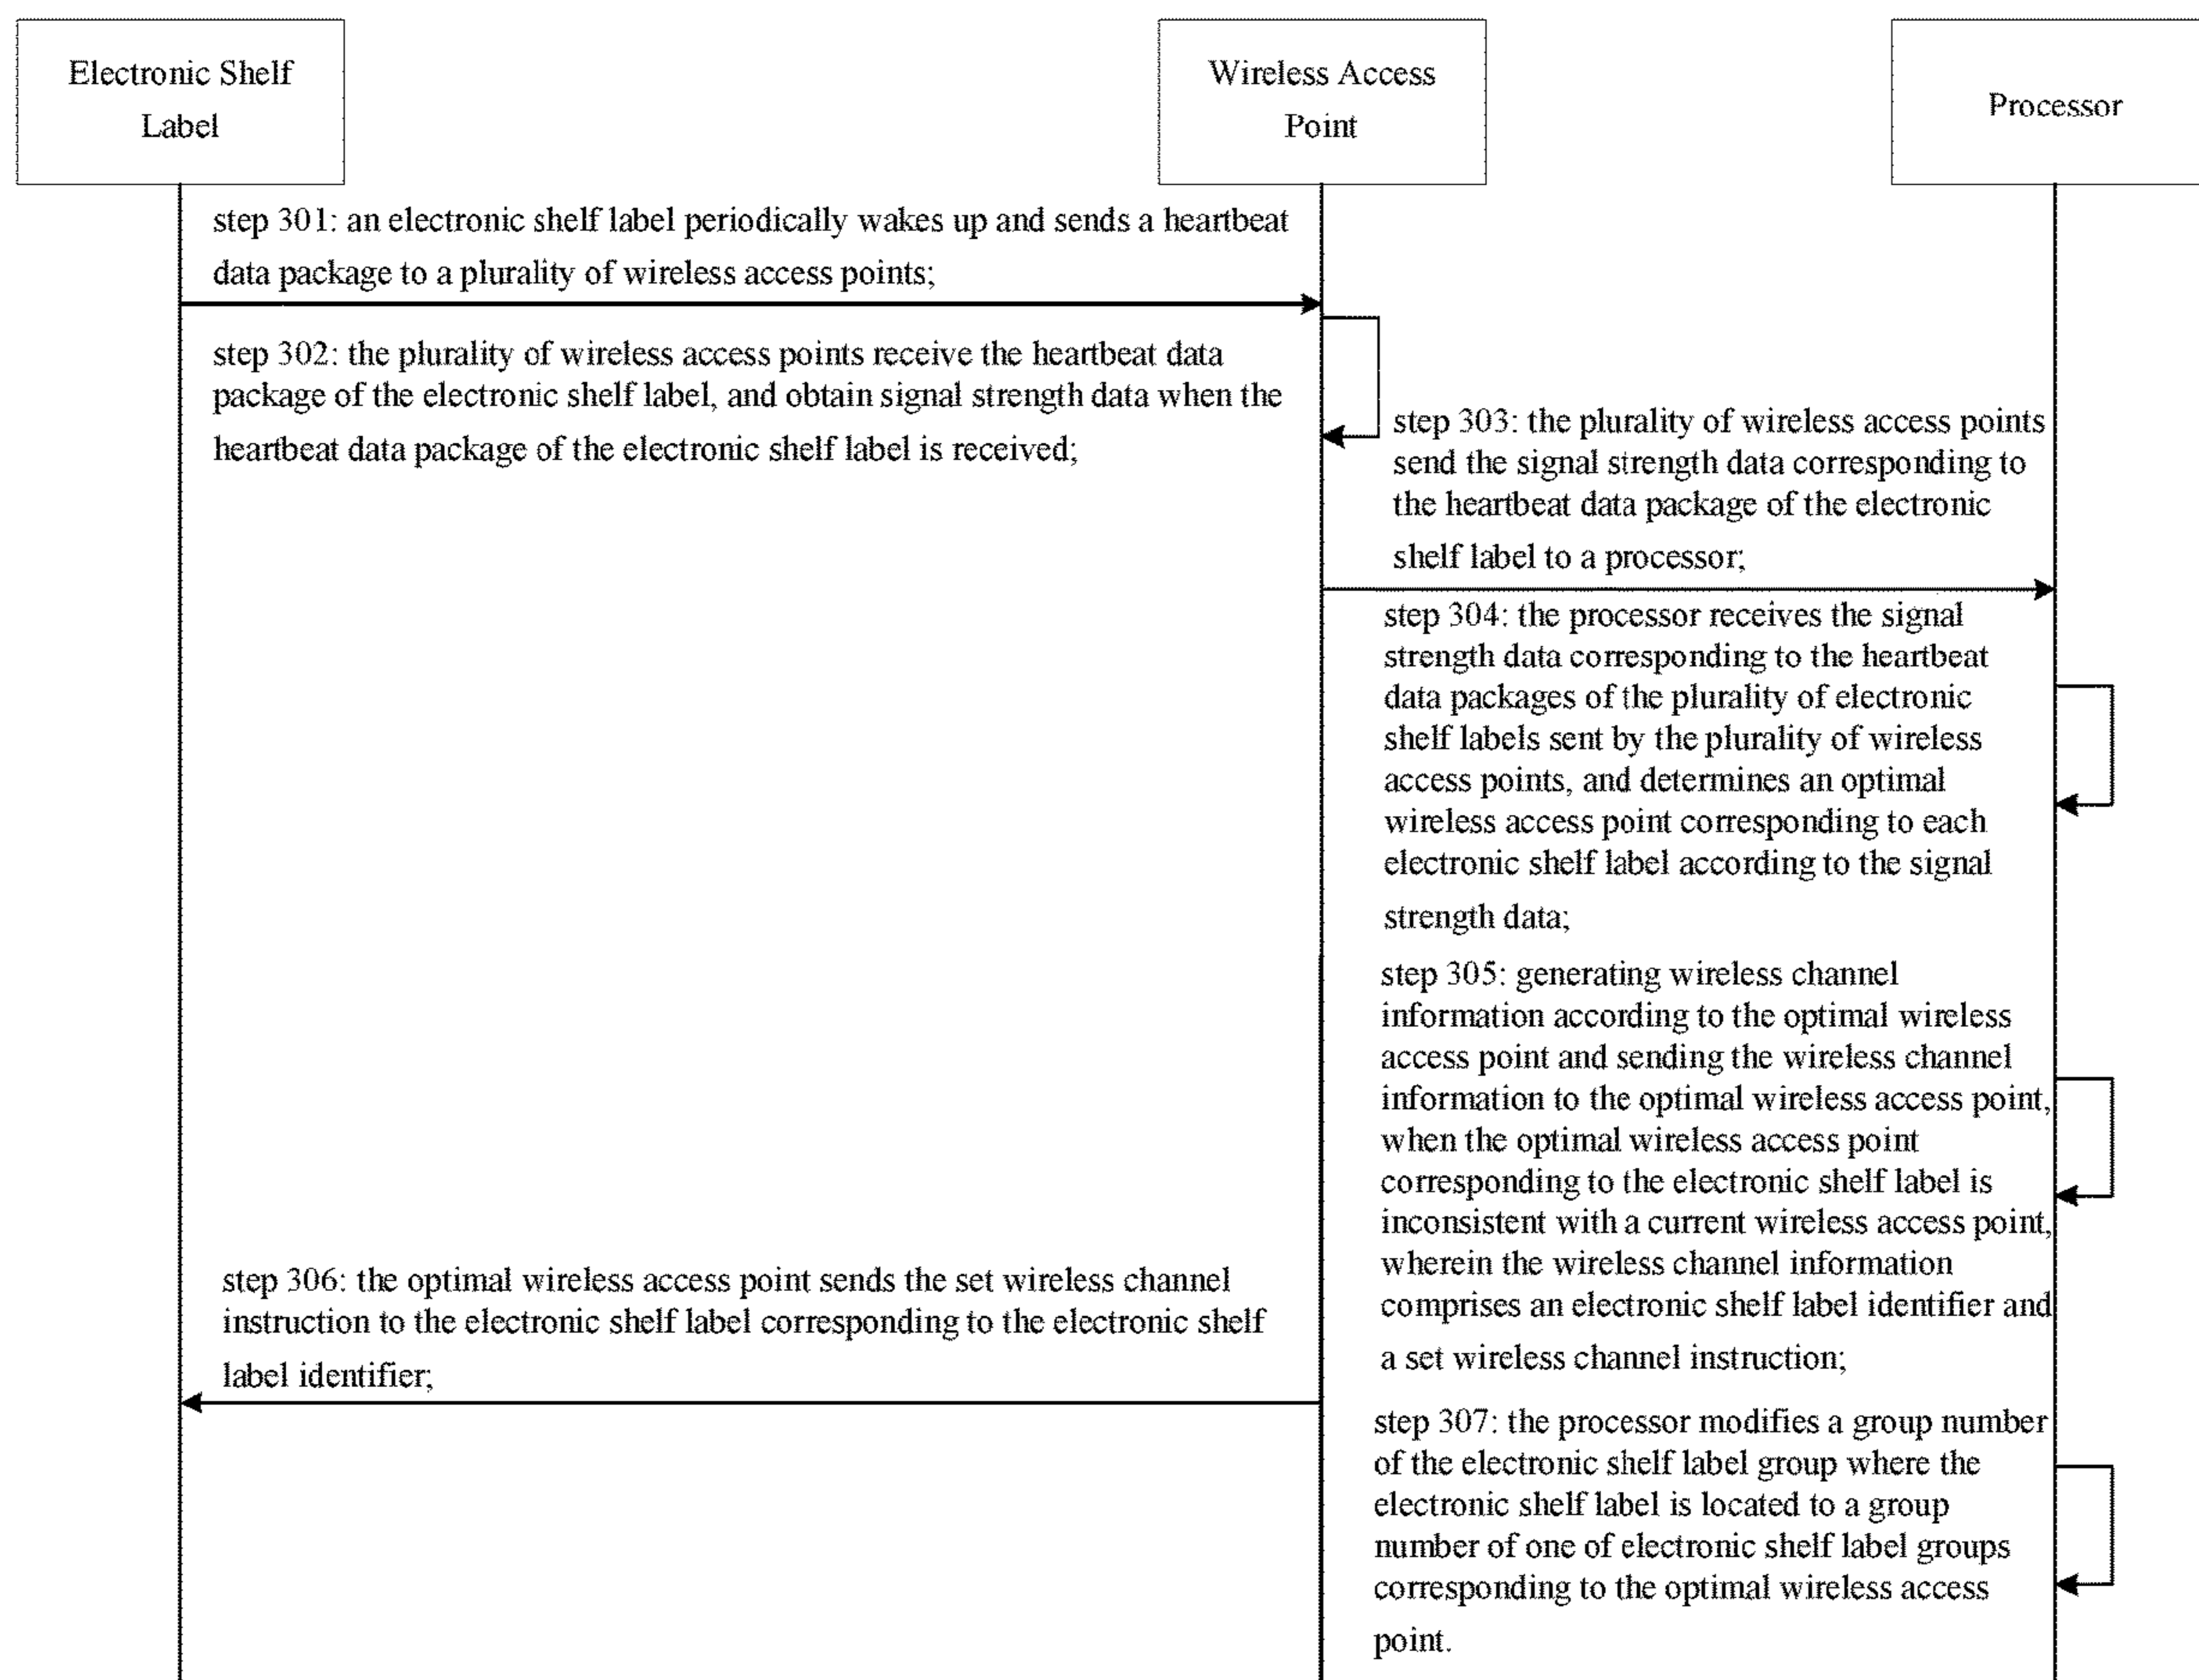 Electronic Shelf
Label
Wireless Access
Point
Processor
step 301: an electronic shelf label periodically wakes up and sends a heartbeat
data package to a plurality of wireless access points;
step 302: the plurality of wireless access points receive the heartbeat data
package of the electronic shelf label, and obtain signal strength data when the
heartbeat data package of the electronic shelf label is received;
step 303: the plurality of wireless access points
send the signal strength data corresponding to
the heartbeat data package of the electronic
shelf label to a processor;
step 304: the processor receives the signal
strength data corresponding to the heartbeat
data packages of the plurality of electronic
shelf labels sent by the plurality of wireless
access points, and determines an optimal
wireless access point corresponding to each
electronic shelf label according to the signal
strength data;
step 305: generating wireless channel
information according to the optimal wireless
access point and sending the wireless channel
information to the optimal wireless access point,
when the optimal wireless access point
corresponding to the electronic shelf label is
inconsistent with a current wireless access point,
wherein the wireless channel information
comprises an electronic shelf label identifier and
a set wireless channel instruction;
step 306: the optimal wireless access point sends the set wireless channel
instruction to the electronic shelf label corresponding to the electronic shelf
label identifier;
step 307: the processor modifies a group number
of the electronic shelf label group where the
electronic shelf label is located to a group
number of one of electronic shelf label groups
corresponding to the optimal wireless access
point.